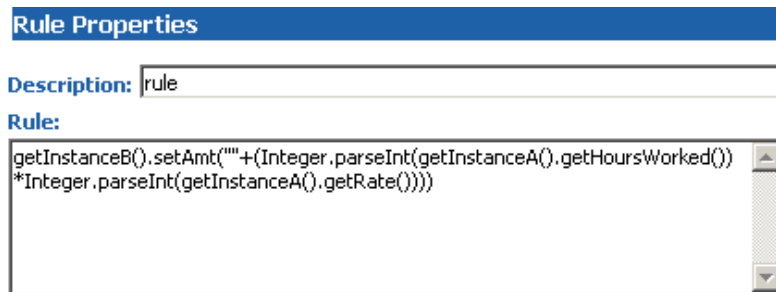 Rule Properties
Description: rule
Rule:
getInstanceB().setAmt(""+(Integer.parseInt(getInstanceA().getHoursWorked())
*Integer.parseInt(getInstanceA().getRate())))